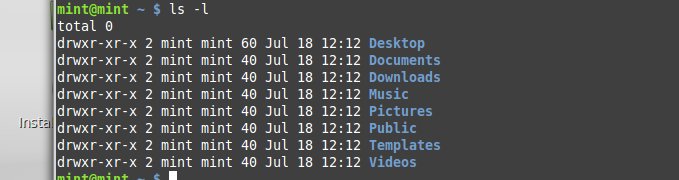 mint@mint ~ $ ls -l
total 0
drwxr-xr-x 2 mint mint 60 Jul 18 12:12 Desktop
drwxr-xr-x 2 mint mint 40 Jul 18 12:12 Documents
drwxr-xr-x 2 mint mint 40 Jul 18 12:12 Downloads
drwxr-xr-x 2 mint mint 40 Jul 18 12:12 Music
drwxr-xr-x 2 mint mint 40 Jul 18 12:12 Pictures
drwxr-xr-x 2 mint mint 40 Jul 18 12:12 Public
drwxr-xr-x 2 mint mint 40 Jul 18 12:12 Templates
drwxr-xr-x 2 mint mint 40 Jul 18 12:12 Videos
mint@mint ~ $